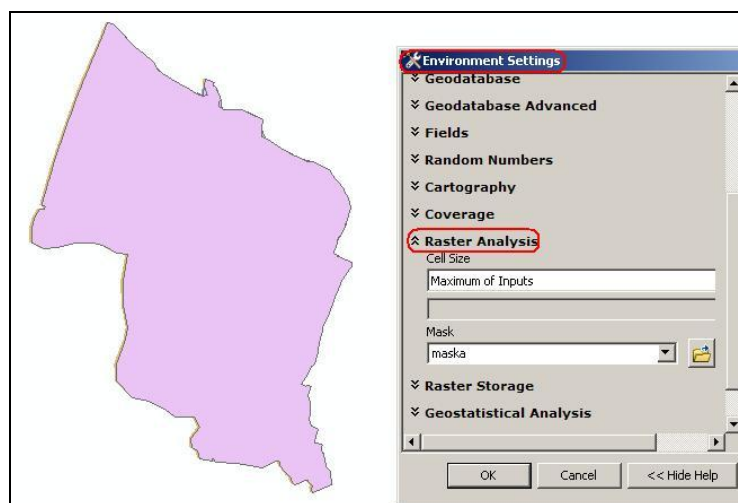 Environment Settings
Geodatabase
Geodatabase Advanced
Fields
Random Numbers
Cartography
Coverage
Raster Analysis
Cell Size
Maximum of Inputs
Mask
maska
Raster Storage
Geostatistical Analysis
OK Cancel << Hide Help